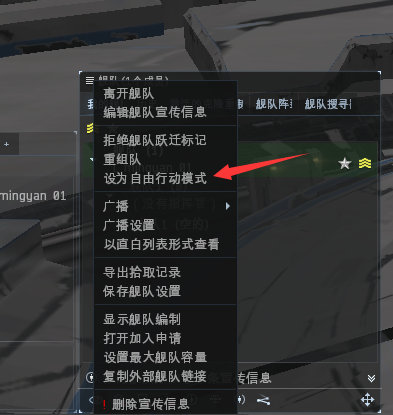 舰队(1个成员)
离开舰队
编辑舰队宣传信息
舰队阵
舰队搜寻
拒绝舰队跃迁标记
重组队
设为自由行动模式
mingyan 01
广播
广播设置
以直白列表形式查看
导出拾取记录
保存舰队设置
显示舰队编制
打开加入申请
设置最大舰队容量
复制外部舰队链接
宣传信息
! 删除宣传信息